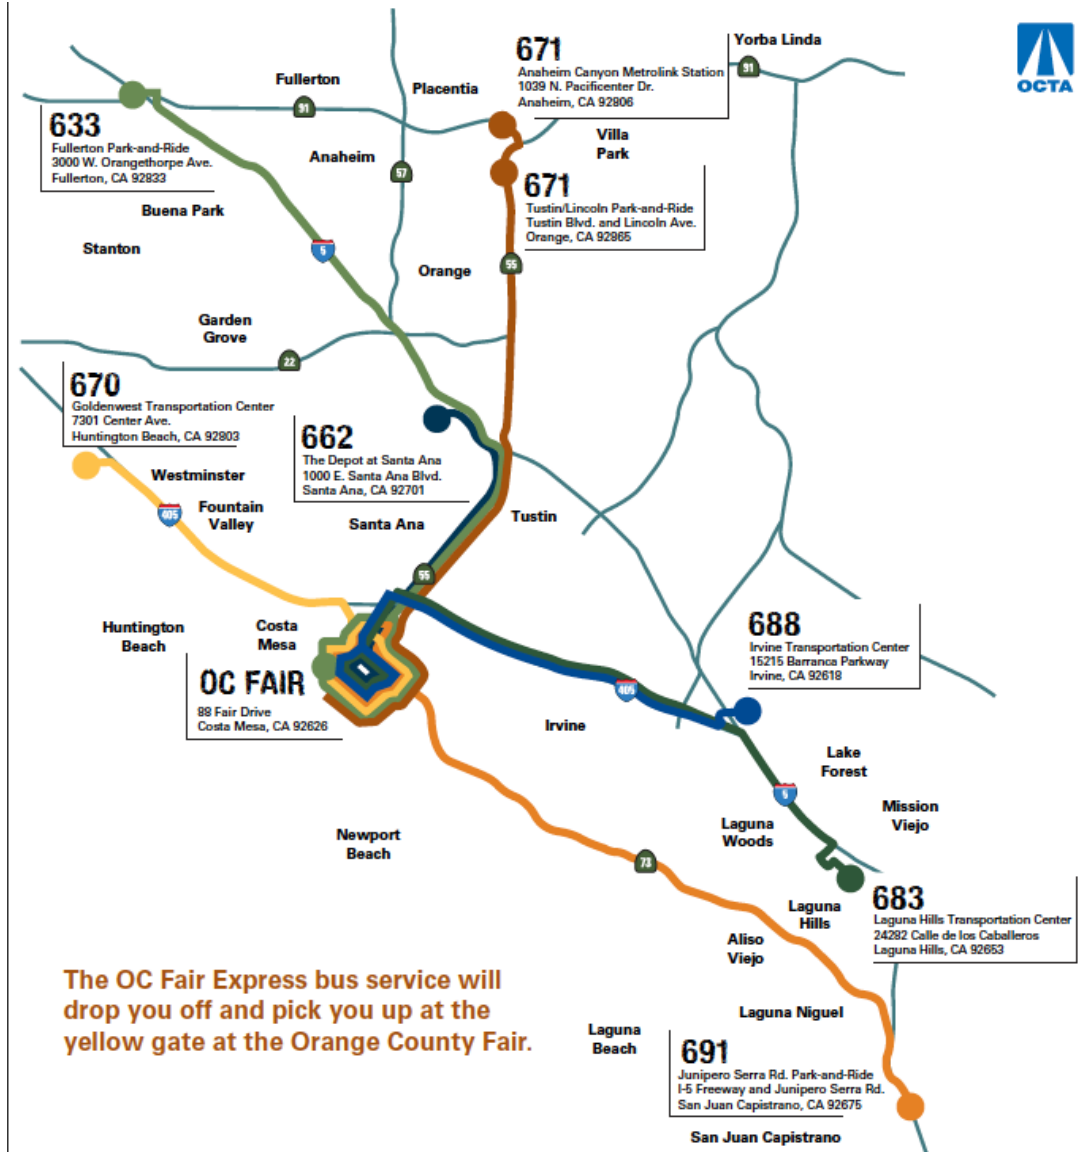 671
Anaheim Canyon Metrolink Station
1039 N. Pacificenter Dr.
Anaheim, CA 92806
Yorba Linda
91
OCTA
Fullerton
91
Placentia
633
Fullerton Park-and-Ride
3000 W. Orangethorpe Ave.
Fullerton, CA 92833
Anaheim
57
Villa
Park
671
Tustin/Lincoln Park-and-Ride
Tustin Blvd. and Lincoln Ave.
Orange, CA 92865
Buena Park
Stanton
5
Orange
55
Garden
Grove
22
670
Goldenwest Transportation Center
7301 Center Ave.
Huntington Beach, CA 92803
662
The Depot at Santa Ana
1000 E. Santa Ana Blvd.
Santa Ana, CA 92701
Westminster
405
Fountain
Valley
Santa Ana
Tustin
55
Huntington
Beach
Costa
Mesa
688
Irvine Transportation Center
15215 Barranca Parkway
Irvine, CA 92618
OC FAIR
88 Fair Drive
Costa Mesa, CA 92626
405
Irvine
Lake
Forest
5
Mission
Viejo
Laguna
Woods
Newport
Beach
73
683
Laguna Hills Transportation Center
24282 Calle de los Caballeros
Laguna Hills, CA 92653
Laguna
Hills
Aliso
Viejo
The OC Fair Express bus service will
drop you off and pick you up at the
yellow gate at the Orange County Fair.
Laguna Niguel
Laguna
Beach
691
Junipero Serra Rd. Park-and-Ride
I-5 Freeway and Junipero Serra Rd.
San Juan Capistrano, CA 92675
San Juan Capistrano